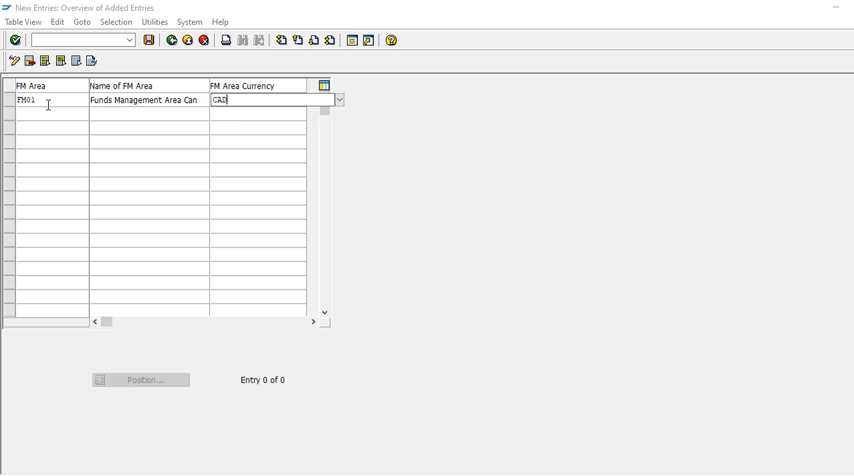 New Entries: Overview of Added Entries
Table View Edit Goto Selection Utilities System Help
FM Area Name of FM Area FM Area Currency
FM01 Funds Management Area Can CAD
Position... Entry 0 of 0